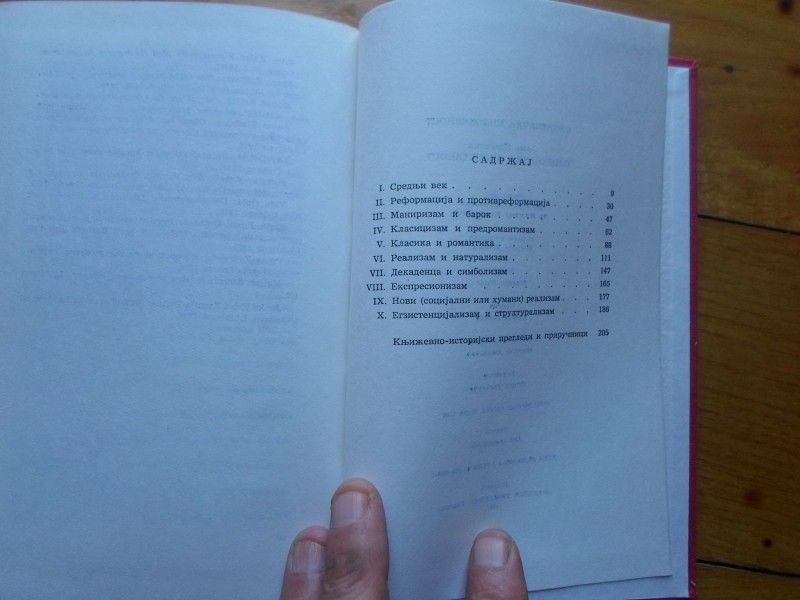 САДРЖАЈ
I. Средњи век . . . . . . . . . . . 9
II. Реформација и противреформација . . . . . 30
III. Маниризам и барок . . . . . . . . 47
IV. Класицизам и предромантизам . . . . . . 62
V. Класика и романтика . . . . . . . . 88
VI. Реализам и натурализам . . . . . . . 111
VII. Декаденца и симболизам . . . . . . . 147
VIII. Експресионизам . . . . . . . . . 165
IX. Нови (социјални или хумани) реализам . . . . 177
X. Егзистенцијализам и структурализам . . . 186
Књижевно-историјски прегледи и приручници 205